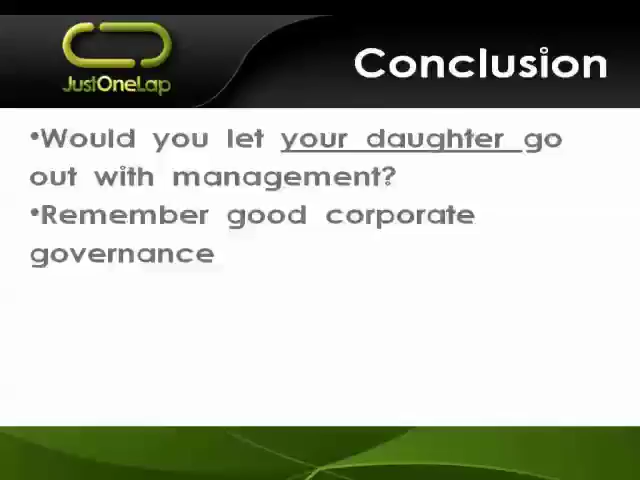 JustOneLap
Conclusion
•Would you let your daughter go
out with management?
•Remember good corporate
governance